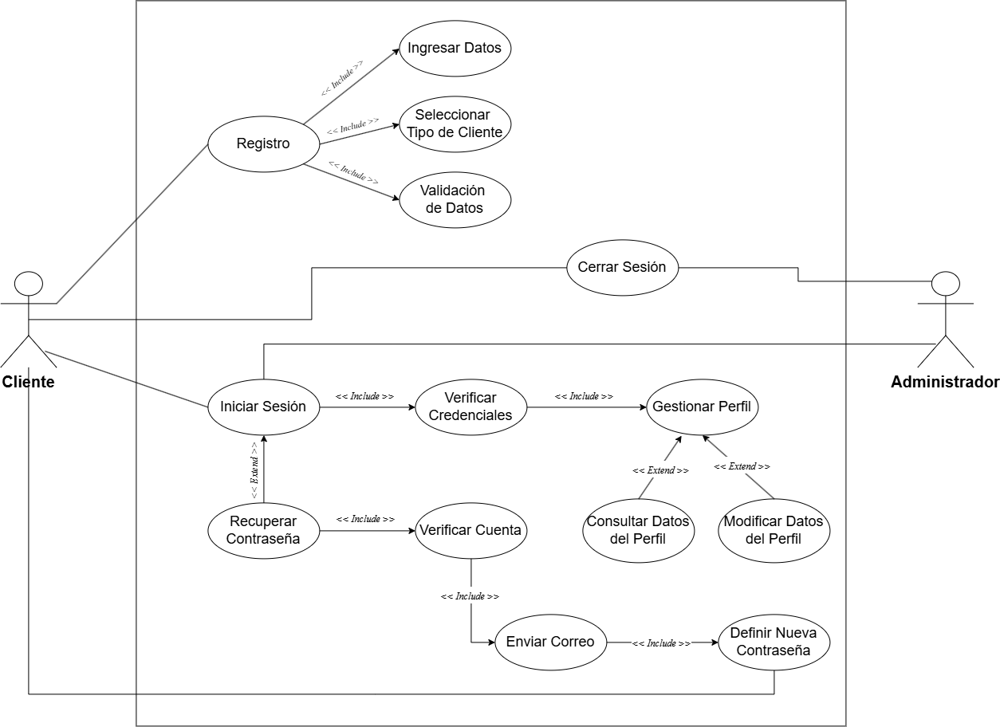 Ingresar Datos
<< Include >>
Seleccionar
Tipo de Cliente
<< Include >>
Registro
<< Include >>
Validación
de Datos
Cerrar Sesión
Cliente
Administrador
Iniciar Sesión
<< Include >>
Verificar
Credenciales
<< Include >>
Gestionar Perfil
<< Extend >>
<< Extend >>
<< Extend >>
Recuperar
Contraseña
<< Include >>
Verificar Cuenta
Consultar Datos
del Perfil
Modificar Datos
del Perfil
<< Include >>
Enviar Correo
<< Include >>
Definir Nueva
Contraseña